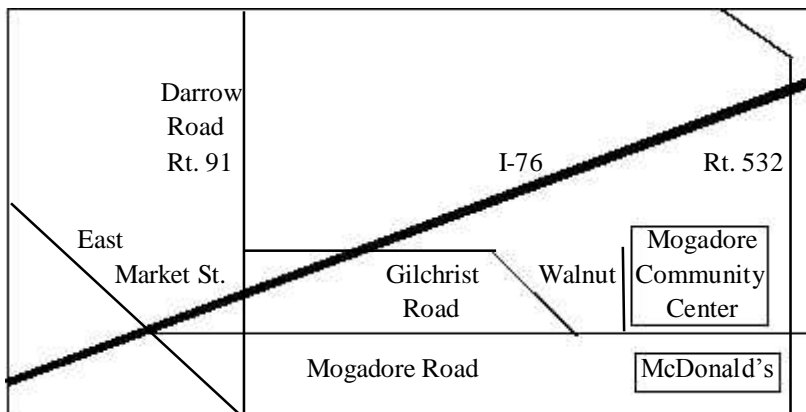 Darrow
Road
Rt. 91
I-76
Rt. 532
East
Market St.
Gilchrist
Road
Walnut
Mogadore
Community
Center
Mogadore Road
McDonald’s